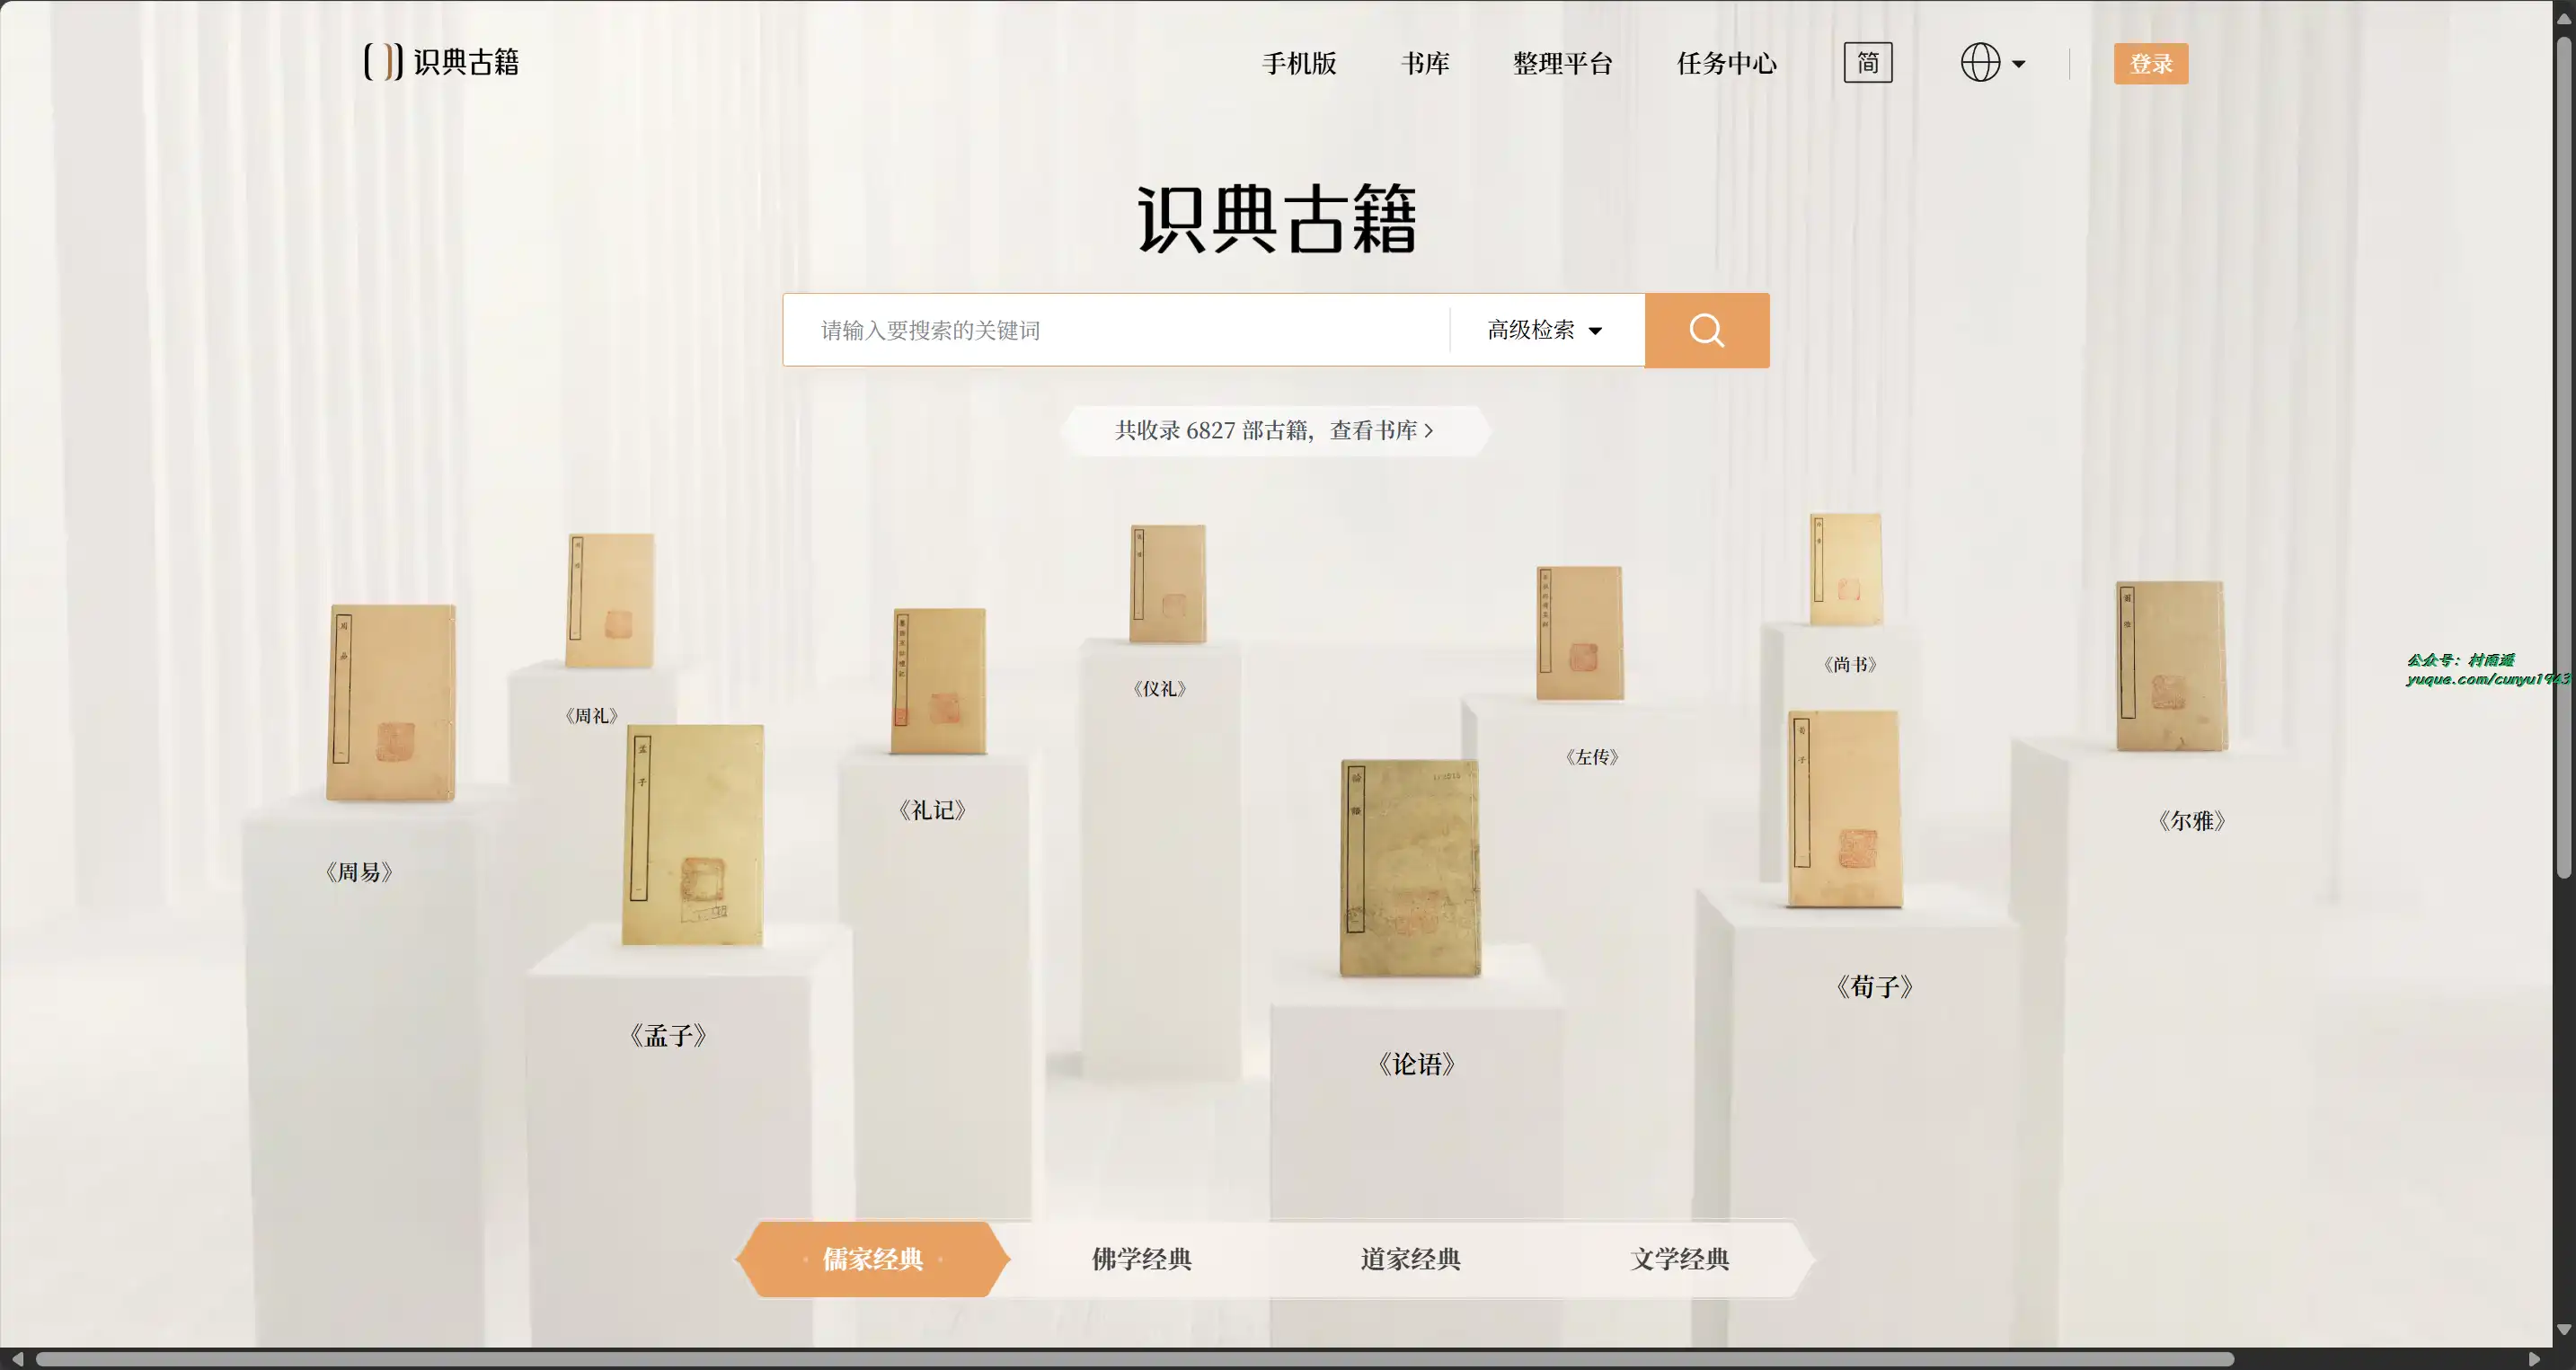 识典古籍
手机版
书库
整理平台
任务中心
简
登录
识典古籍
请输入要搜索的关键词
高级检索
共收录 6827 部古籍，查看书库 >
《周礼》
《仪礼》
《尚书》
《左传》
《礼记》
《尔雅》
《周易》
《荀子》
《孟子》
《论语》
儒家经典
佛学经典
道家经典
文学经典
公众号：村雨遥
yuque.com/cunyu1943